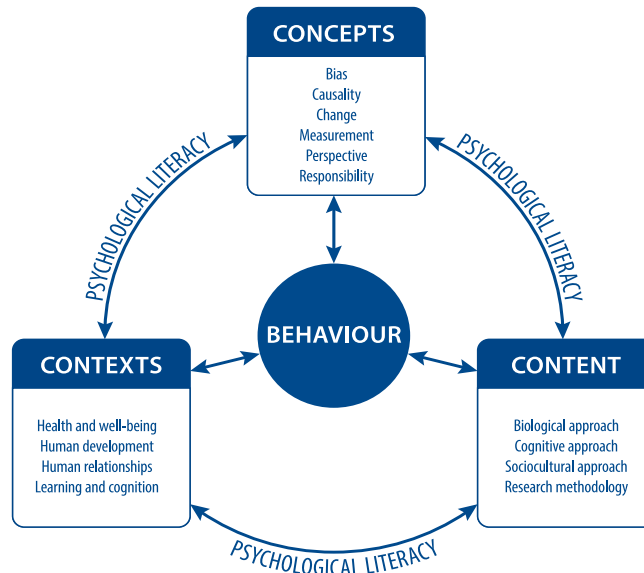 CONCEPTS
Bias
Causality
Change
Measurement
Perspective
Responsibility
PSYCHOLOGICAL LITERACY
PSYCHOLOGICAL LITERACY
BEHAVIOUR
CONTEXTS
Health and well-being
Human development
Human relationships
Learning and cognition
CONTENT
Biological approach
Cognitive approach
Sociocultural approach
Research methodology
PSYCHOLOGICAL LITERACY